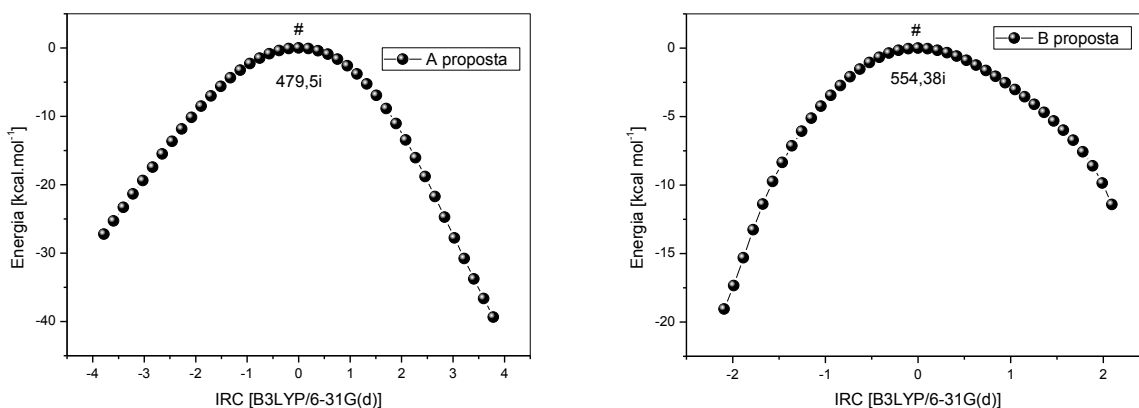 #
A proposta
479,5i
0
-10
-20
-30
-40
Energia [kcal.mol-1]
-4 -3 -2 -1 0 1 2 3 4
IRC [B3LYP/6-31G(d)]
#
B proposta
554,38i
0
-5
-10
-15
-20
Energia [kcal mol-1]
-2 -1 0 1 2
IRC [B3LYP/6-31G(d)]